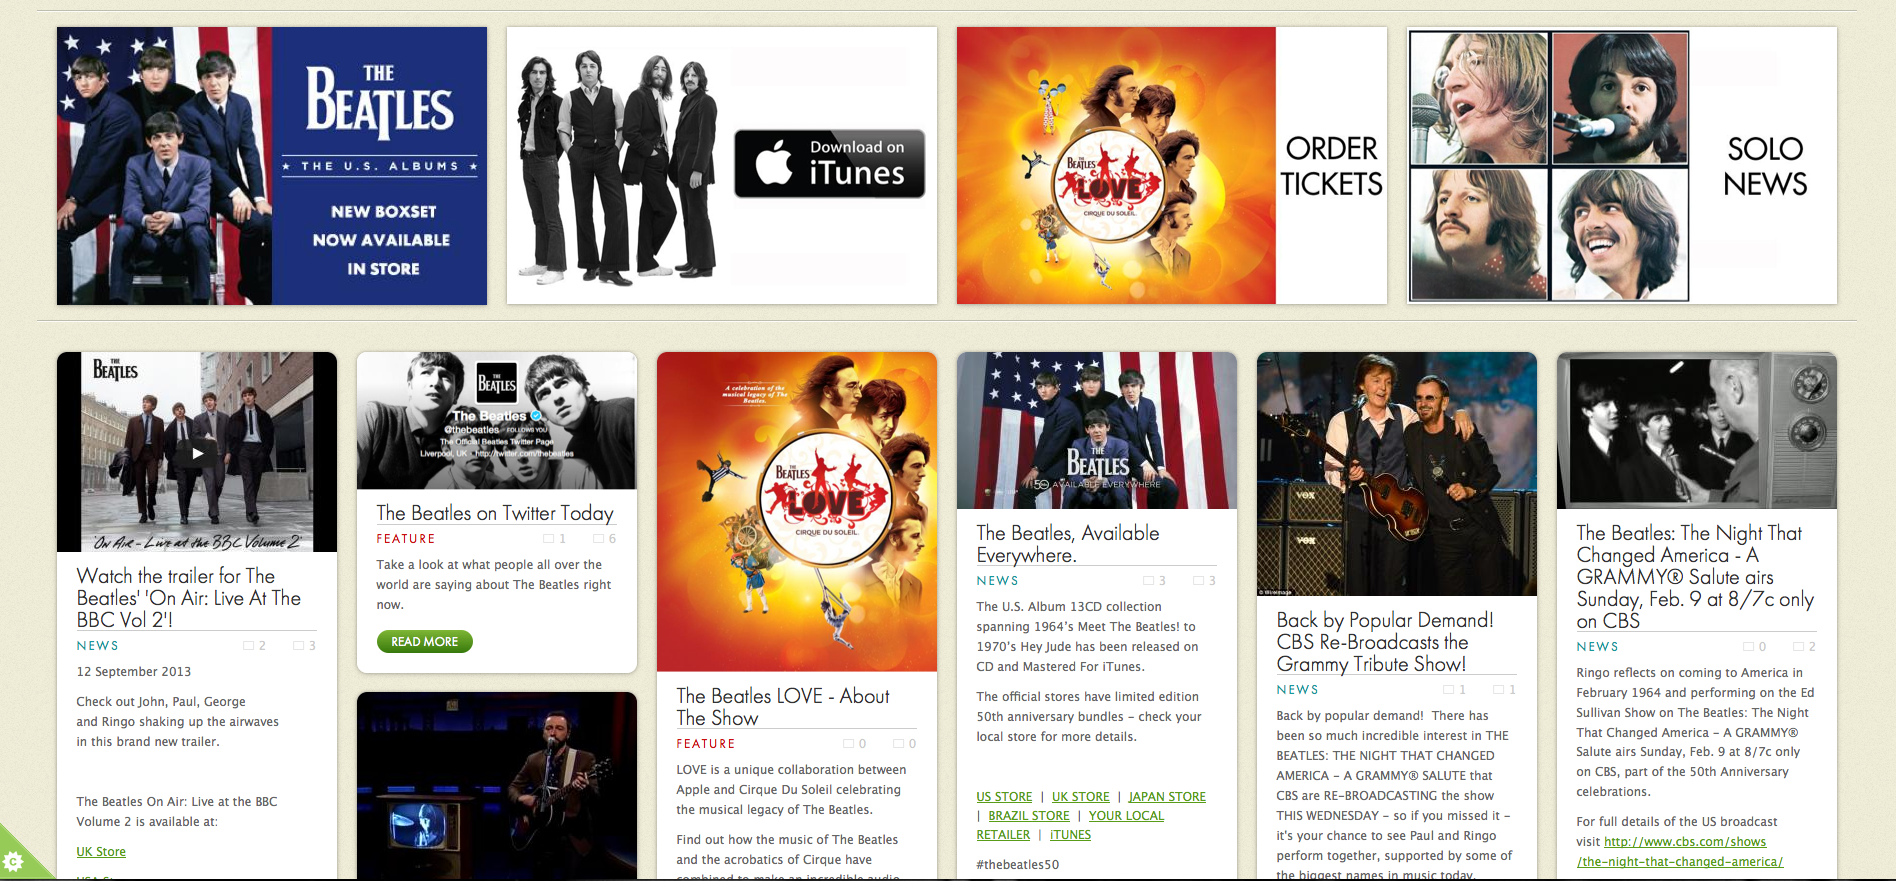 THE
BEATLES
★ THE U.S. ALBUMS ★
NEW BOXSET
NOW AVAILABLE
IN STORE
Download on
iTunes
THE
BEATLES
LOVE
CIRQUE DU SOLEIL.
ORDER
TICKETS
SOLO
NEWS
THE
BEATLES
'ON AIR - LIVE AT THE BBC VOLUME 2'
Watch the trailer for The
Beatles' 'On Air: Live At The
BBC Vol 2'!
NEWS 2 3
12 September 2013
Check out John, Paul, George
and Ringo shaking up the airwaves
in this brand new trailer.
The Beatles On Air: Live at the BBC
Volume 2 is available at:
UK Store
THE
BEATLES
The Beatles
@thebeatles FOLLOWS YOU
The Official Beatles Twitter Page
Liverpool, UK · http://twitter.com/thebeatles
The Beatles on Twitter Today
FEATURE 1 6
Take a look at what people all over the
world are saying about The Beatles right
now.
READ MORE
A celebration of the
musical legacy of The
Beatles.
THE
BEATLES
LOVE
CIRQUE DU SOLEIL.
The Beatles LOVE - About
The Show
FEATURE 0 0
LOVE is a unique collaboration between
Apple and Cirque Du Soleil celebrating
the musical legacy of The Beatles.
Find out how the music of The Beatles
and the acrobatics of Cirque have
combined to make an incredible audio
THE
BEATLES
50 AVAILABLE EVERYWHERE
The Beatles, Available
Everywhere.
NEWS 3 3
The U.S. Album 13CD collection
spanning 1964's Meet The Beatles! to
1970's Hey Jude has been released on
CD and Mastered For iTunes.
The official stores have limited edition
50th anniversary bundles – check your
local store for more details.
US STORE | UK STORE | JAPAN STORE
| BRAZIL STORE | YOUR LOCAL
RETAILER | iTUNES
#thebeatles50
VOX
VOX
VOX
© WireImage
Back by Popular Demand!
CBS Re-Broadcasts the
Grammy Tribute Show!
NEWS 1 1
Back by popular demand! There has
been so much incredible interest in THE
BEATLES: THE NIGHT THAT CHANGED
AMERICA – A GRAMMY® SALUTE that
CBS are RE-BROADCASTING the show
THIS WEDNESDAY – so if you missed it –
it's your chance to see Paul and Ringo
perform together, supported by some of
the biggest names in music today.
The Beatles: The Night That
Changed America - A
GRAMMY® Salute airs
Sunday, Feb. 9 at 8/7c only
on CBS
NEWS 0 2
Ringo reflects on coming to America in
February 1964 and performing on the Ed
Sullivan Show on The Beatles: The Night
That Changed America – A GRAMMY®
Salute airs Sunday, Feb. 9 at 8/7c only
on CBS, part of the 50th Anniversary
celebrations.
For full details of the US broadcast
visit http://www.cbs.com/shows
/the-night-that-changed-america/
C